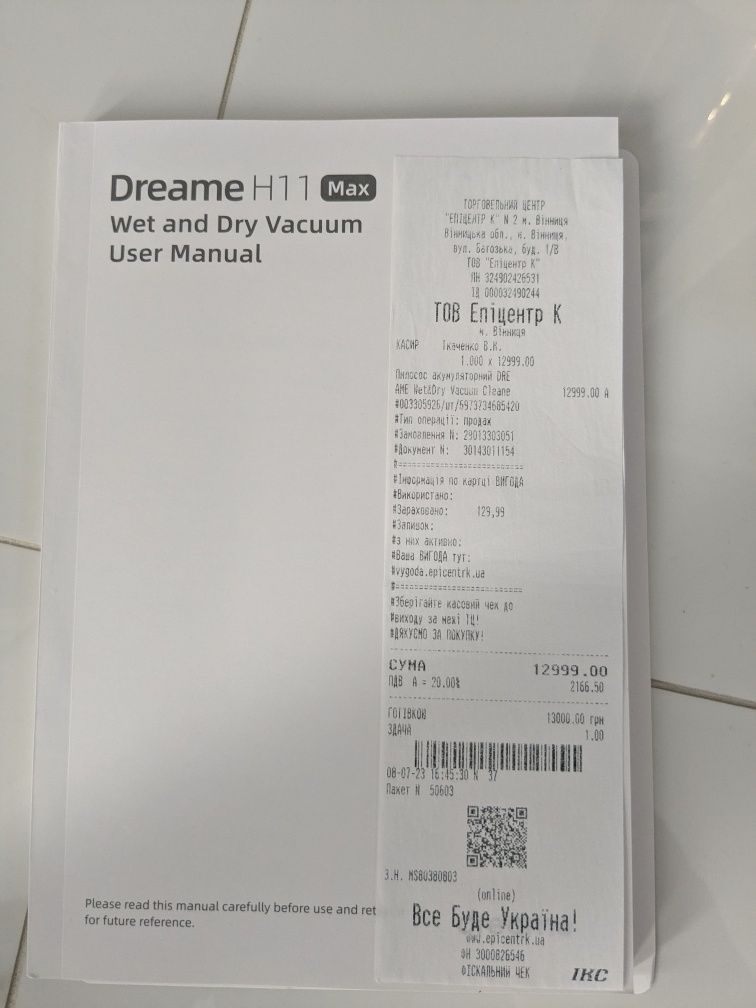 Dreame H11 Max
Wet and Dry Vacuum
User Manual
Please read this manual carefully before use and ret
for future reference.
ТОРГОВЕЛЬНИЙ ЦЕНТР
"ЕПІЦЕНТР К" N 2 м. Вінниця
Вінницька обл., м. Вінниця,
вул. Багозька, буд. 1/В
ТОВ "Епіцентр К"
ПН 324902426531
ІД 000032490244
ТОВ Епіцентр К
м. Вінниця
КАСИР Ткаченко В.К.
1.000 x 12999.00
Пилосос акумуляторний DRE
AME Wet&Dry Vacuum Cleane 12999.00 А
#003305926/шт/6973734685420
#Тип операції: продаж
#Замовлення N: 28013303051
#Документ N: 30143011154
#=========================
#Інформація по картці ВИГОДА
#Використано:
#Зараховано: 129,99
#Залишок:
#з них активно:
#Ваша ВИГОДА тут:
#vygoda.epicentrk.ua
#=========================
#Зберігайте касовий чек до
#виходу за межі ТЦ!
#ДЯКУЄМО ЗА ПОКУПКУ!
СУМА 12999.00
ПДВ А = 20.00% 2166.50
ГОТІВКОЮ 13000.00 грн
ЗДАЧА 1.00
08-07-23 16:45:30 N 37
Пакет N 50603
З.Н. MS80380803
(online)
Все Буде Україна!
www.epicentrk.ua
ФН 3000826546
ФІСКАЛЬНИЙ ЧЕК IKC